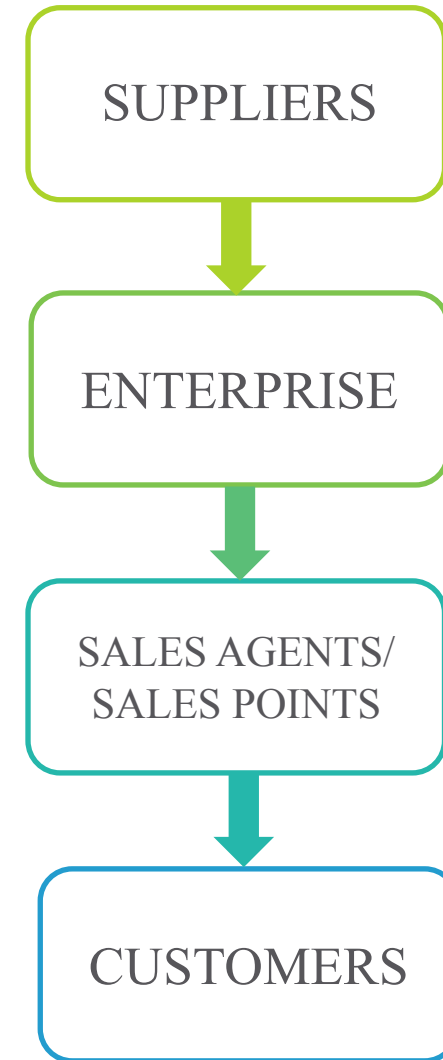 SUPPLIERS
ENTERPRISE
SALES AGENTS/
SALES POINTS
CUSTOMERS